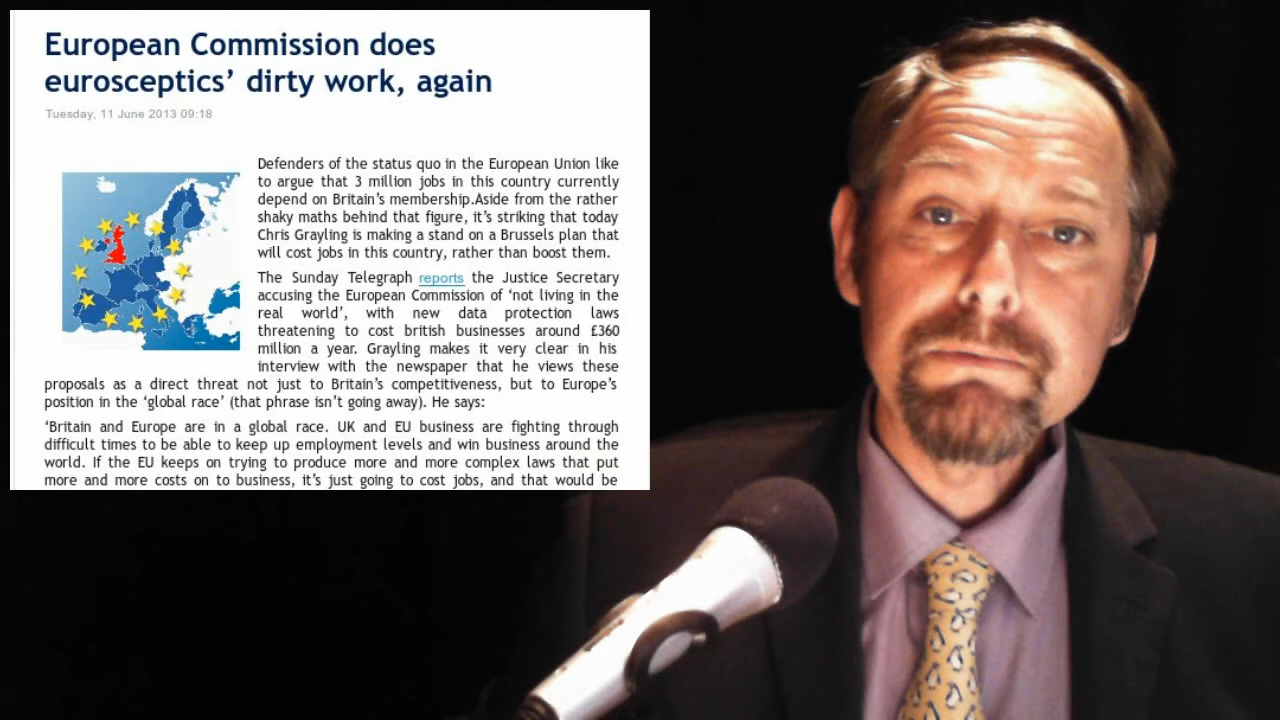 European Commission does
eurosceptics’ dirty work, again
Tuesday, 11 June 2013 09:18
Defenders of the status quo in the European Union like
to argue that 3 million jobs in this country currently
depend on Britain’s membership.Aside from the rather
shaky maths behind that figure, it’s striking that today
Chris Grayling is making a stand on a Brussels plan that
will cost jobs in this country, rather than boost them.
The Sunday Telegraph reports the Justice Secretary
accusing the European Commission of ‘not living in the
real world’, with new data protection laws
threatening to cost british businesses around £360
million a year. Grayling makes it very clear in his
interview with the newspaper that he views these
proposals as a direct threat not just to Britain’s competitiveness, but to Europe’s
position in the ‘global race’ (that phrase isn’t going away). He says:
‘Britain and Europe are in a global race. UK and EU business are fighting through
difficult times to be able to keep up employment levels and win business around the
world. If the EU keeps on trying to produce more and more complex laws that put
more and more costs on to business, it’s just going to cost jobs, and that would be